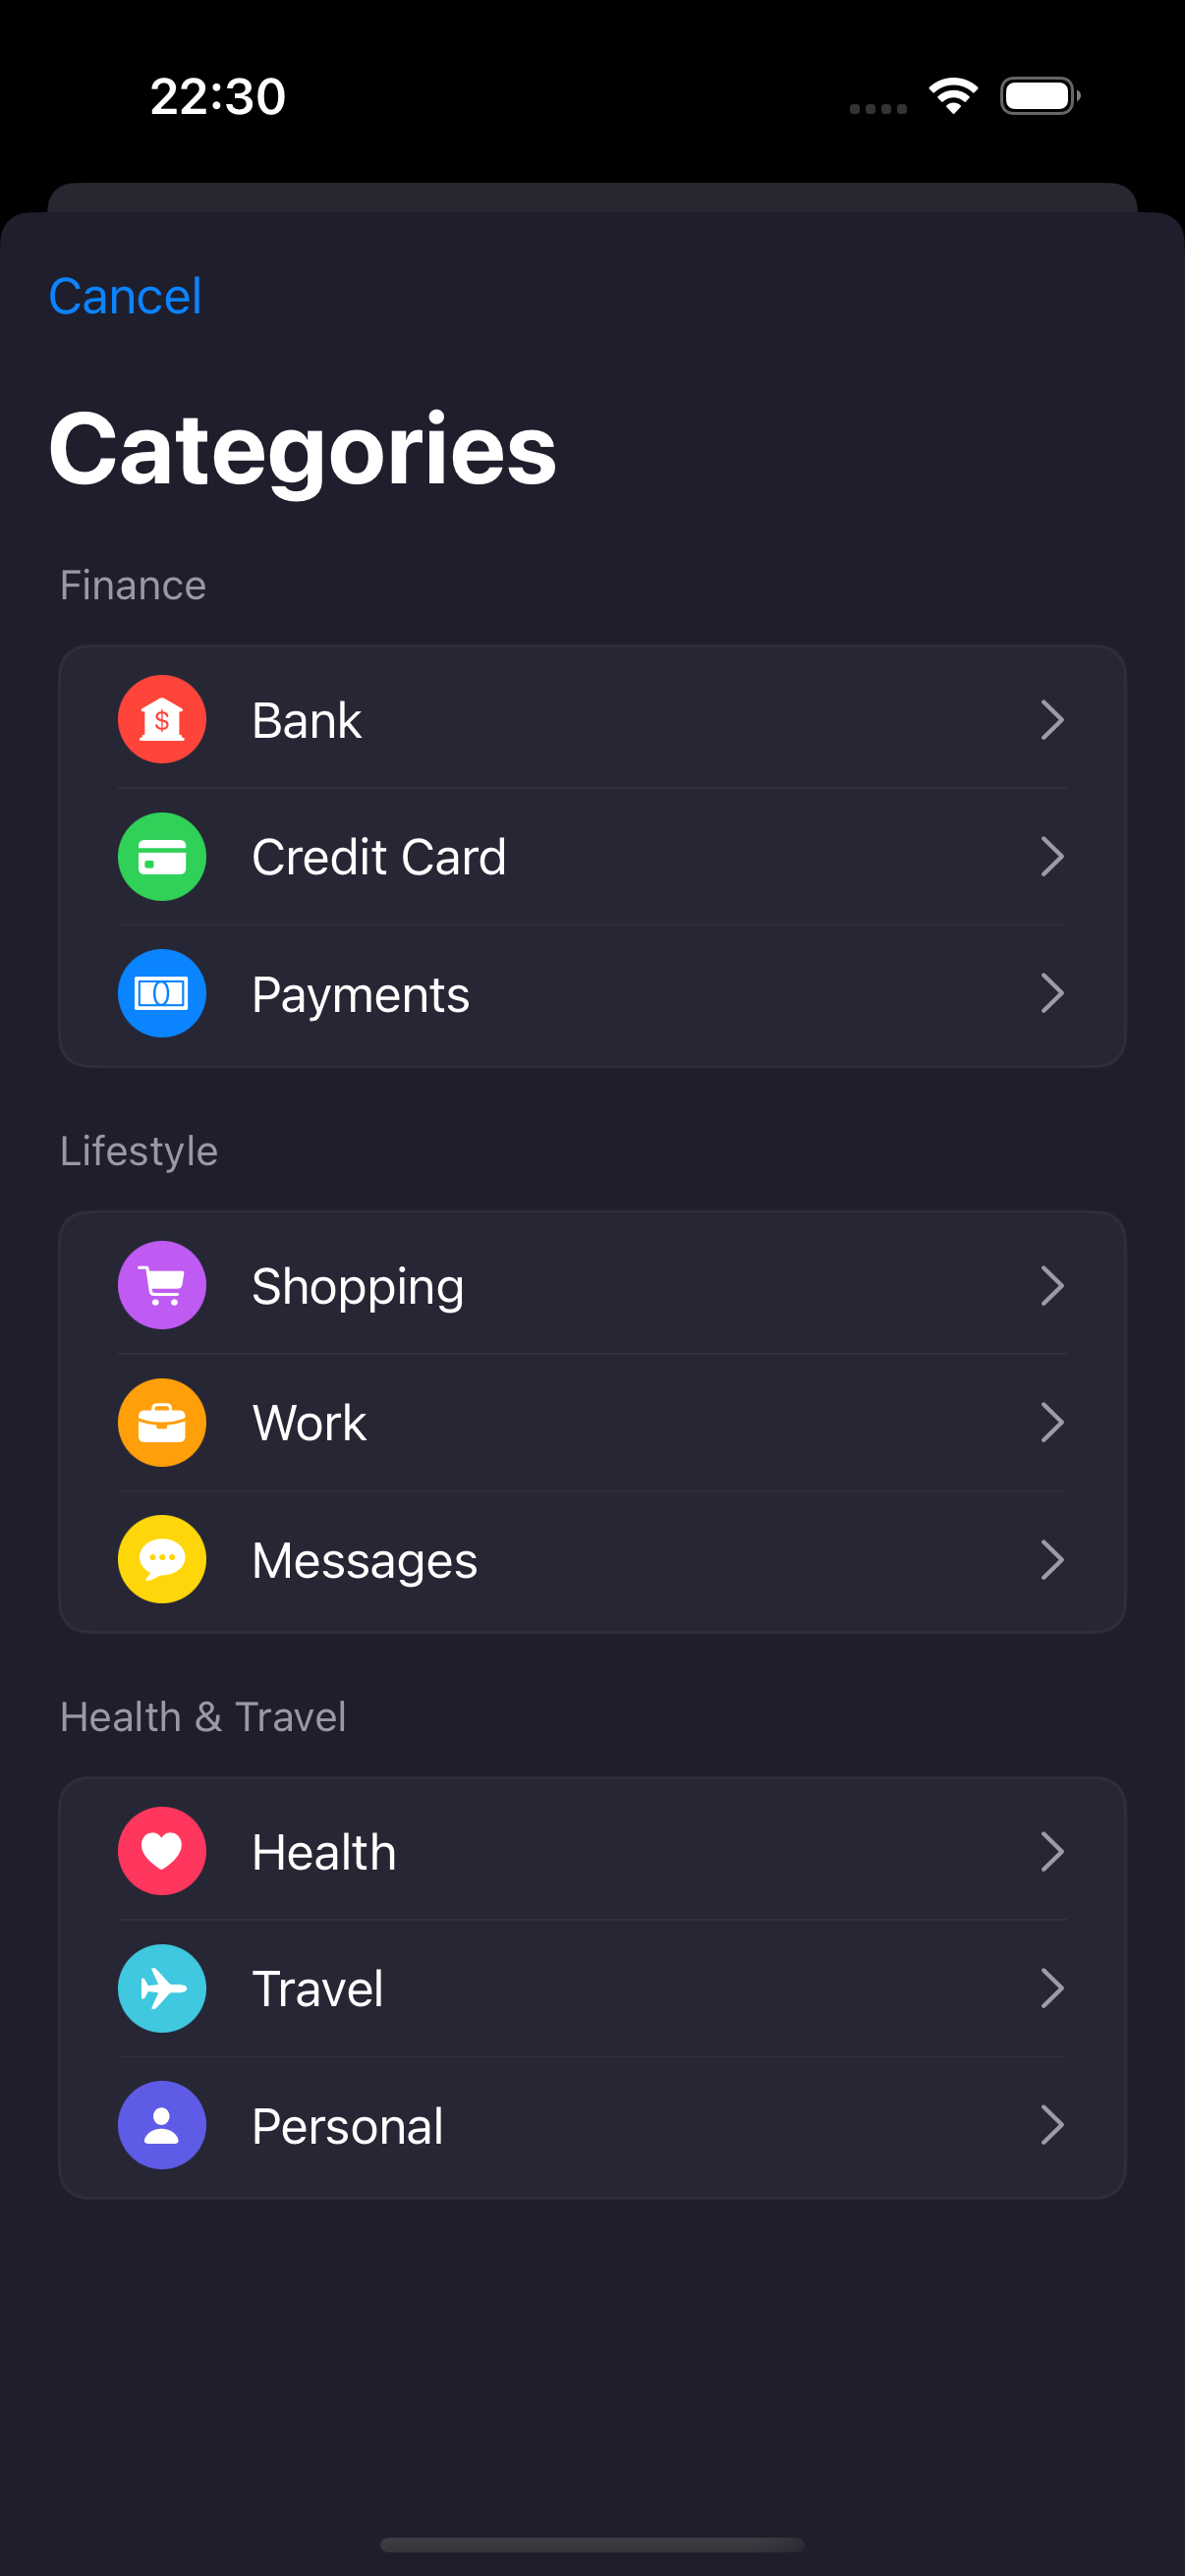 22:30
Cancel
Categories
Finance
$ Bank
Credit Card
Payments
Lifestyle
Shopping
Work
Messages
Health & Travel
Health
Travel
Personal